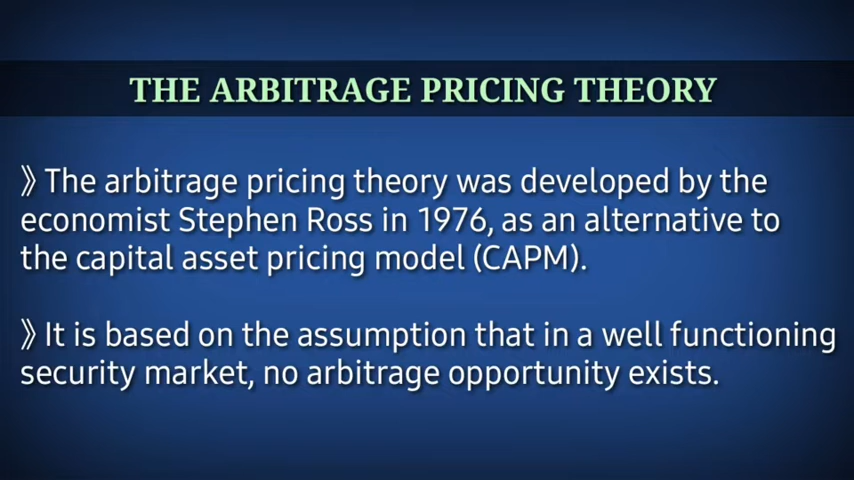 THE ARBITRAGE PRICING THEORY
》The arbitrage pricing theory was developed by the
economist Stephen Ross in 1976, as an alternative to
the capital asset pricing model (CAPM).
》It is based on the assumption that in a well functioning
security market, no arbitrage opportunity exists.